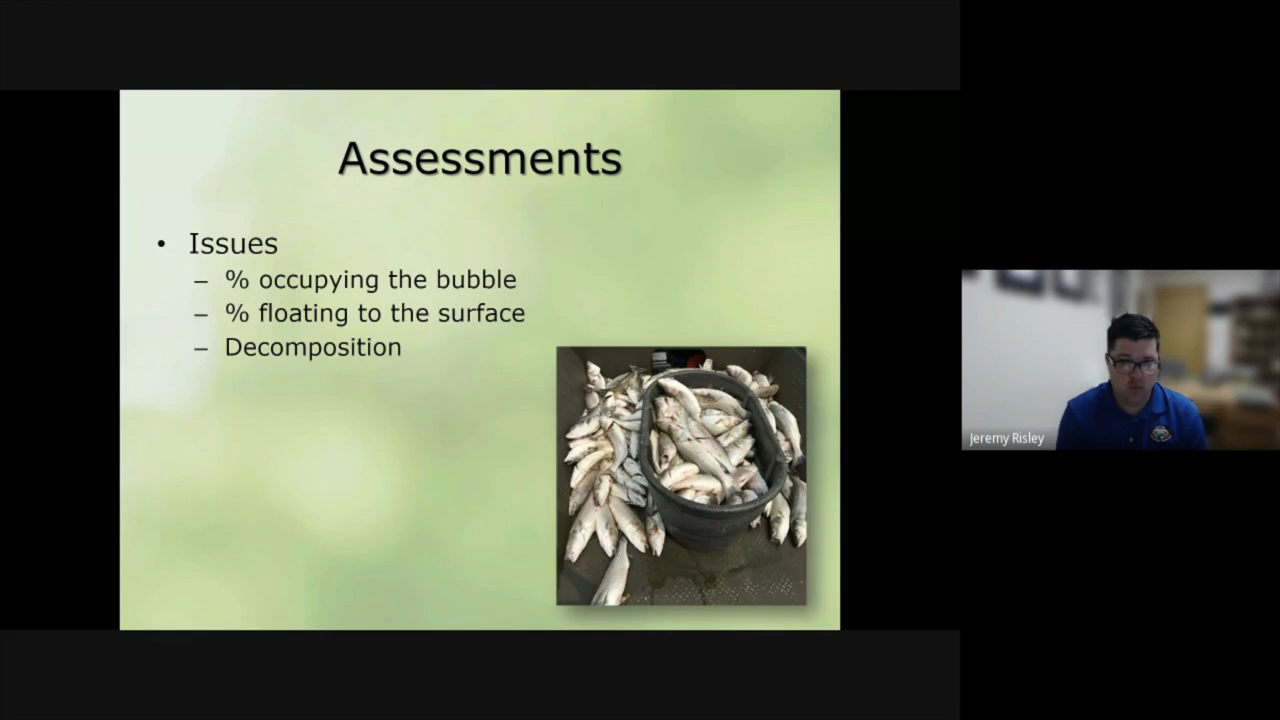 Assessments
• Issues
– % occupying the bubble
– % floating to the surface
– Decomposition
Jeremy Risley